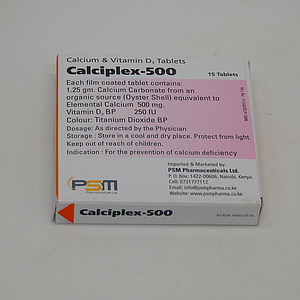 Calcium & Vitamin D₃ Tablets
Calciplex-500
15 Tablets
Each film coated tablet contains:
1.25 gm. Calcium Carbonate from an
organic source (Oyster Shell) equivalent to
Elemental Calcium 500 mg.
Vitamin D₃ BP 250 IU
Colour: Titanium Dioxide BP
Dosage: As directed by the Physician
Storage : Store in a cool and dry place. Protect from light.
Keep out of reach of children.
Indication : For the prevention of calcium deficiency
Imported & Marketed by:
PSM Pharmaceuticals Ltd.
P. O. Box 1422-00606, Nairobi, Kenya
Cell: 0731777112
Email: info@psmpharma.co.ke
Website: www.psmpharma.co.ke
PSM
Calciplex-500